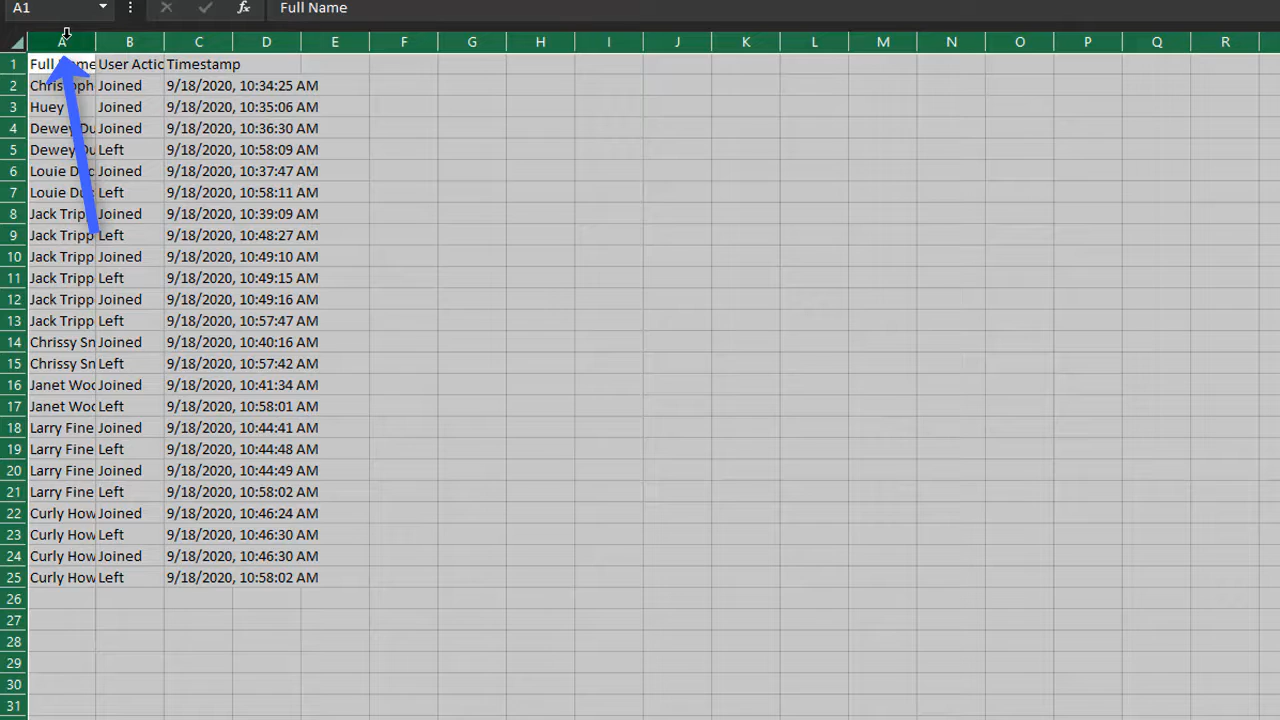 A1 fx Full Name
A B C D E F G H I J K L M N O P Q R
1 Full Name User Actic Timestamp
2 Christoph Joined 9/18/2020, 10:34:25 AM
3 Huey Joined 9/18/2020, 10:35:06 AM
4 Dewey Du Joined 9/18/2020, 10:36:30 AM
5 Dewey Du Left 9/18/2020, 10:58:09 AM
6 Louie Duc Joined 9/18/2020, 10:37:47 AM
7 Louie Duc Left 9/18/2020, 10:58:11 AM
8 Jack Tripp Joined 9/18/2020, 10:39:09 AM
9 Jack Tripp Left 9/18/2020, 10:48:27 AM
10 Jack Tripp Joined 9/18/2020, 10:49:10 AM
11 Jack Tripp Left 9/18/2020, 10:49:15 AM
12 Jack Tripp Joined 9/18/2020, 10:49:16 AM
13 Jack Tripp Left 9/18/2020, 10:57:47 AM
14 Chrissy Sn Joined 9/18/2020, 10:40:16 AM
15 Chrissy Sn Left 9/18/2020, 10:57:42 AM
16 Janet Woo Joined 9/18/2020, 10:41:34 AM
17 Janet Woo Left 9/18/2020, 10:58:01 AM
18 Larry Fine Joined 9/18/2020, 10:44:41 AM
19 Larry Fine Left 9/18/2020, 10:44:48 AM
20 Larry Fine Joined 9/18/2020, 10:44:49 AM
21 Larry Fine Left 9/18/2020, 10:58:02 AM
22 Curly How Joined 9/18/2020, 10:46:24 AM
23 Curly How Left 9/18/2020, 10:46:30 AM
24 Curly How Joined 9/18/2020, 10:46:30 AM
25 Curly How Left 9/18/2020, 10:58:02 AM
26
27
28
29
30
31